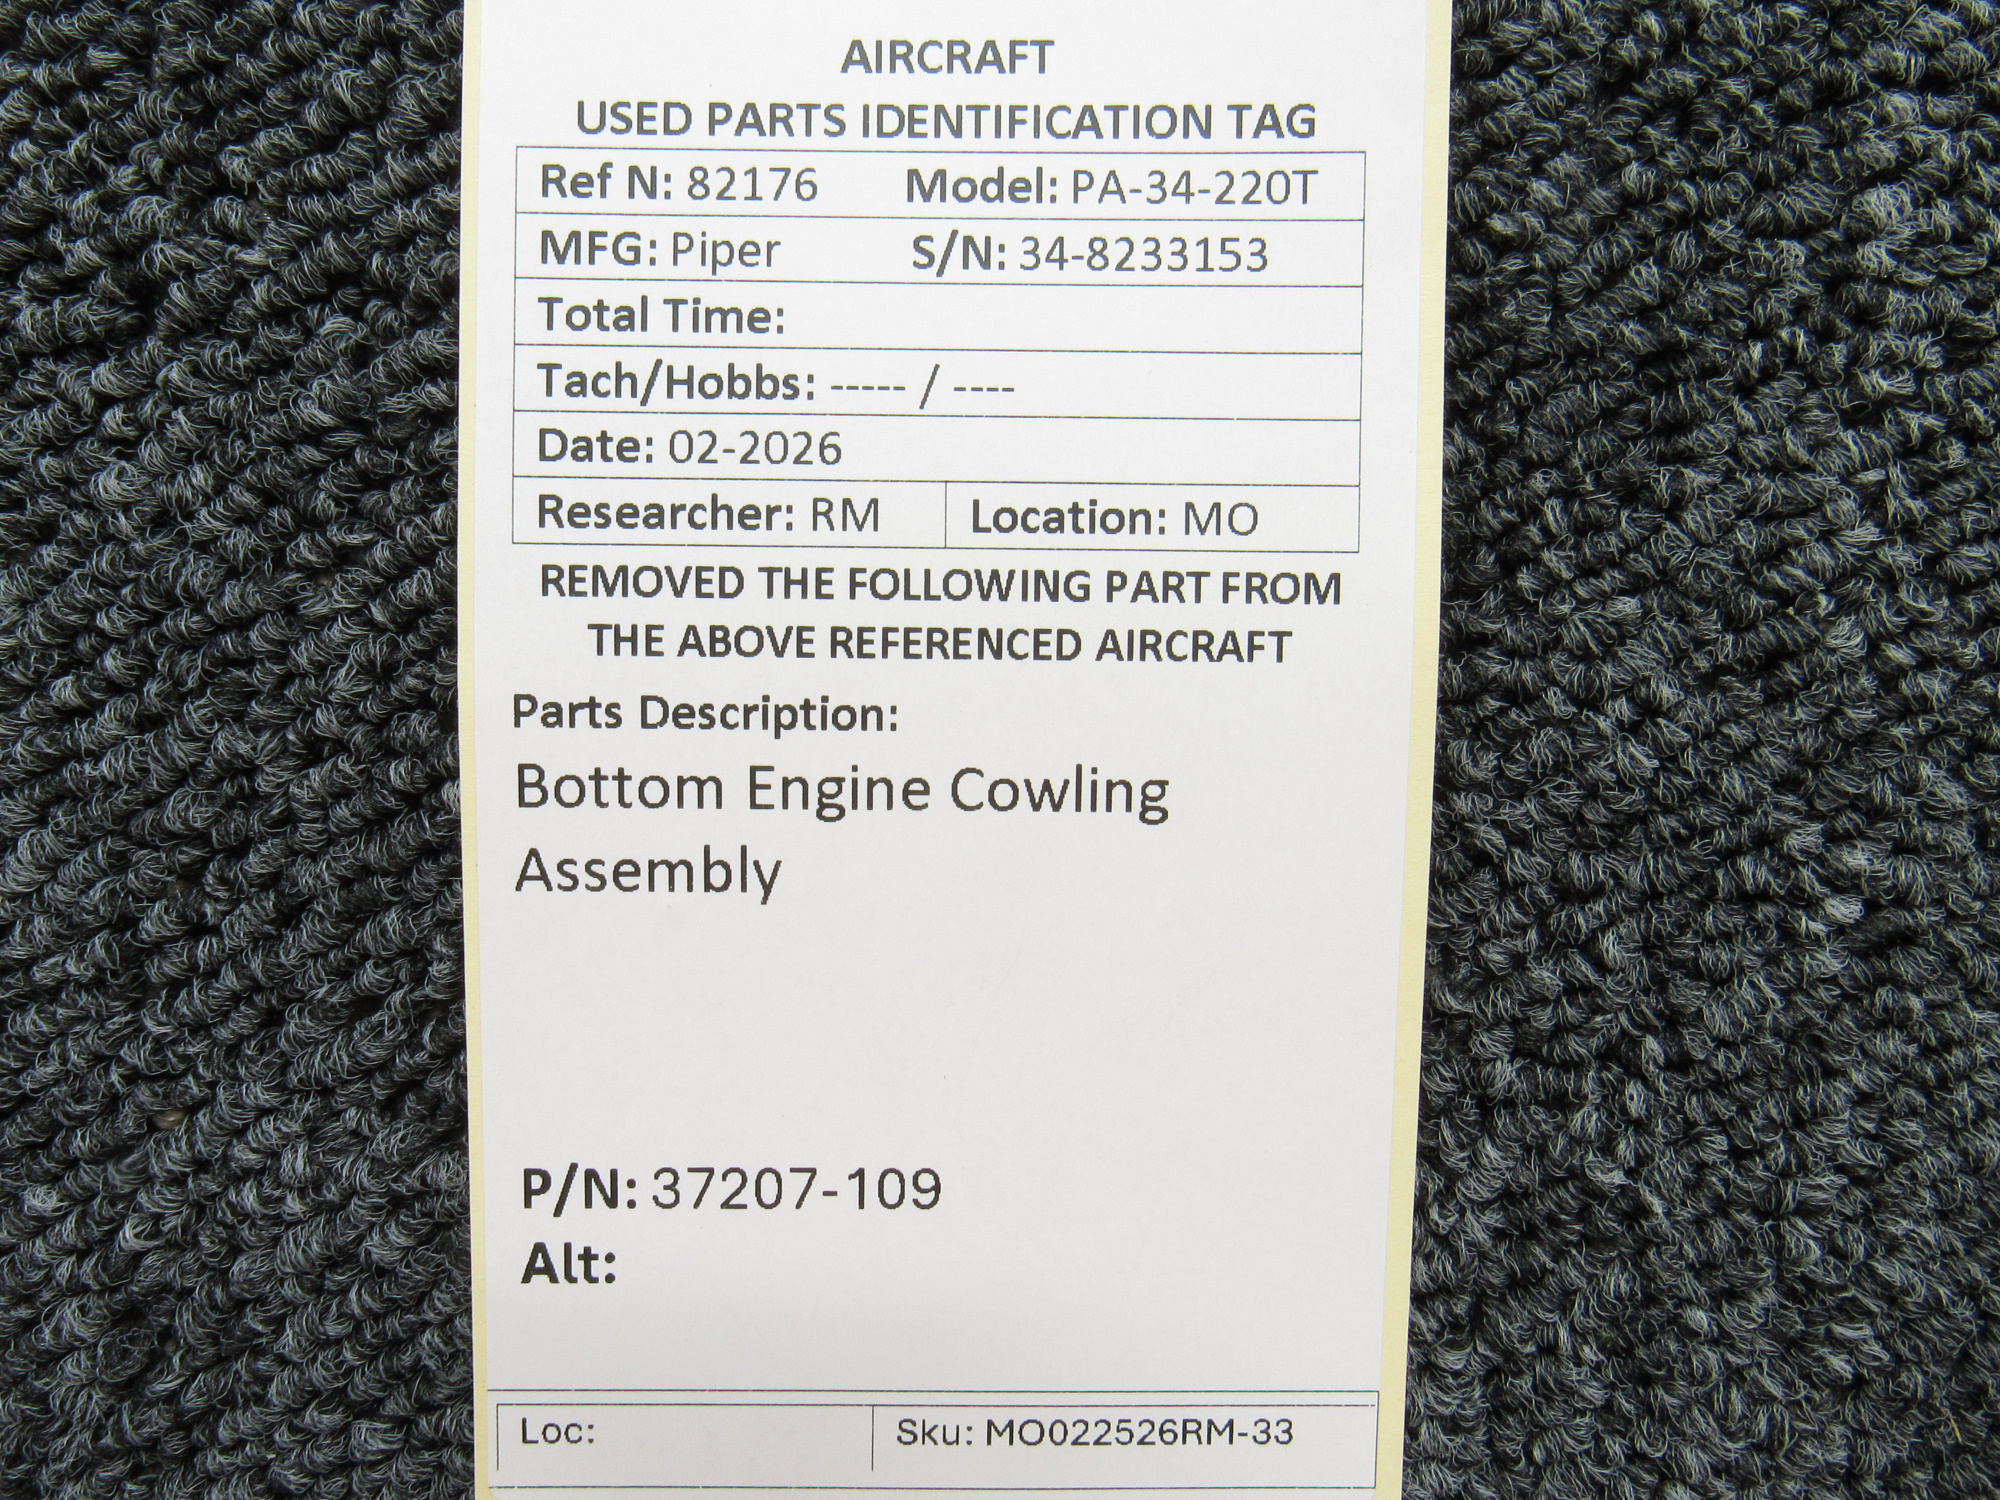 AIRCRAFT
USED PARTS IDENTIFICATION TAG
Ref N: 82176 Model: PA-34-220T
MFG: Piper S/N: 34-8233153
Total Time:
Tach/Hobbs: ----- / ----
Date: 02-2026
Researcher: RM Location: MO
REMOVED THE FOLLOWING PART FROM
THE ABOVE REFERENCED AIRCRAFT
Parts Description:
Bottom Engine Cowling
Assembly
P/N: 37207-109
Alt:
Loc: Sku: MO022526RM-33